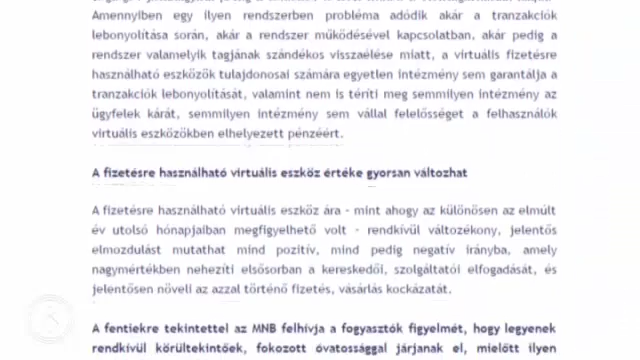 Amennyiben egy ilyen rendszerben probléma adódik akár a tranzakciók
lebonyolítása során, akár a rendszer működésével kapcsolatban, akár pedig a
rendszer valamelyik tagjának szándékos visszaélése miatt, a virtuális fizetésre
használható eszközök tulajdonosai számára egyetlen intézmény sem garantálja a
tranzakciók lebonyolítását, valamint nem is téríti meg semmilyen intézmény az
ügyfelek kárát, semmilyen intézmény sem vállal felelősséget a felhasználók
virtuális eszközökben elhelyezett pénzéért.
A fizetésre használható virtuális eszköz értéke gyorsan változhat
A fizetésre használható virtuális eszköz ára - mint ahogy az különösen az elmúlt
év utolsó hónapjaiban megfigyelhető volt - rendkívül változékony, jelentős
elmozdulást mutathat mind pozitív, mind pedig negatív irányba, amely
nagymértékben nehezíti elsősorban a kereskedői, szolgáltatói elfogadását, és
jelentősen növeli az azzal történő fizetés, vásárlás kockázatát.
A fentiekre tekintettel az MNB felhívja a fogyasztók figyelmét, hogy legyenek
rendkívül körültekintőek, fokozott óvatossággal járjanak el, mielőtt ilyen